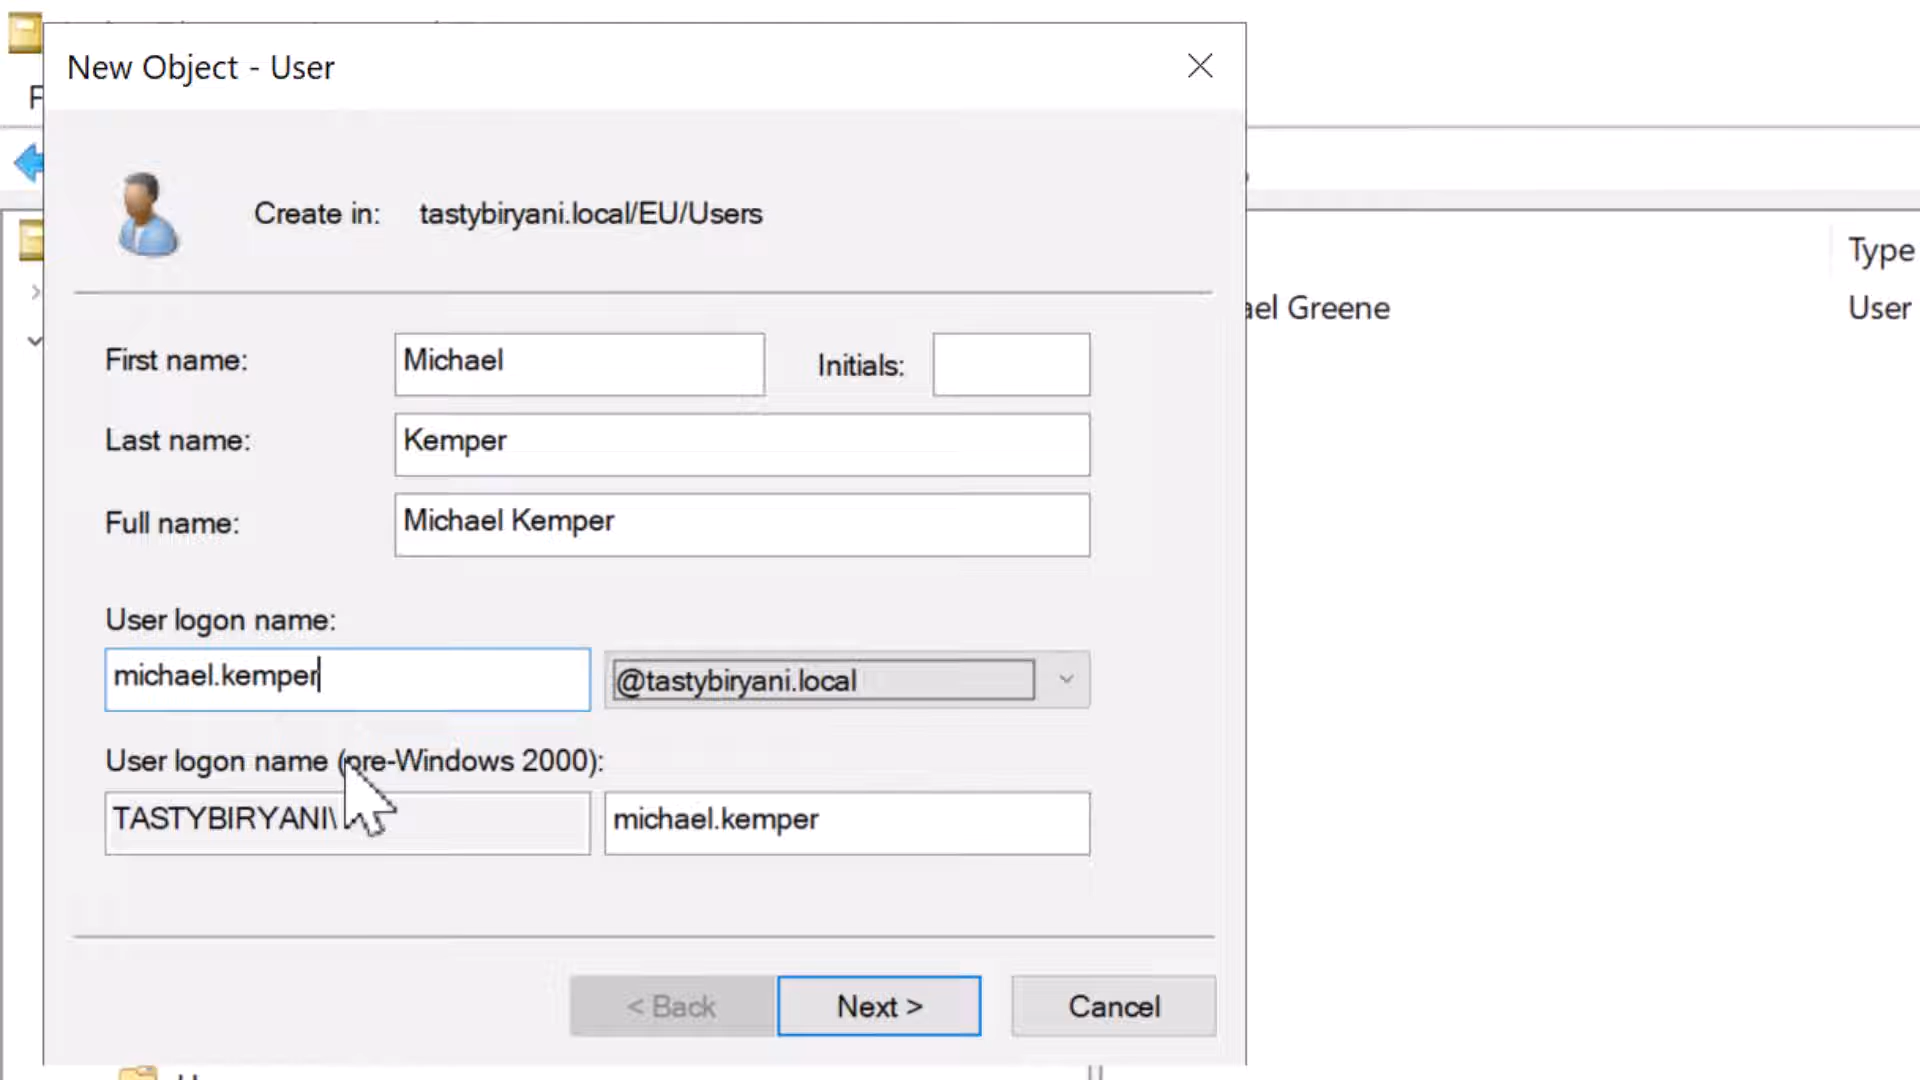 New Object - User
F
Create in: tastybiryani.local/EU/Users
Type
ael Greene User
First name: Michael Initials:
Last name: Kemper
Full name: Michael Kemper
User logon name:
michael.kemper @tastybiryani.local
User logon name (pre-Windows 2000):
TASTYBIRYANI\ michael.kemper
< Back Next > Cancel